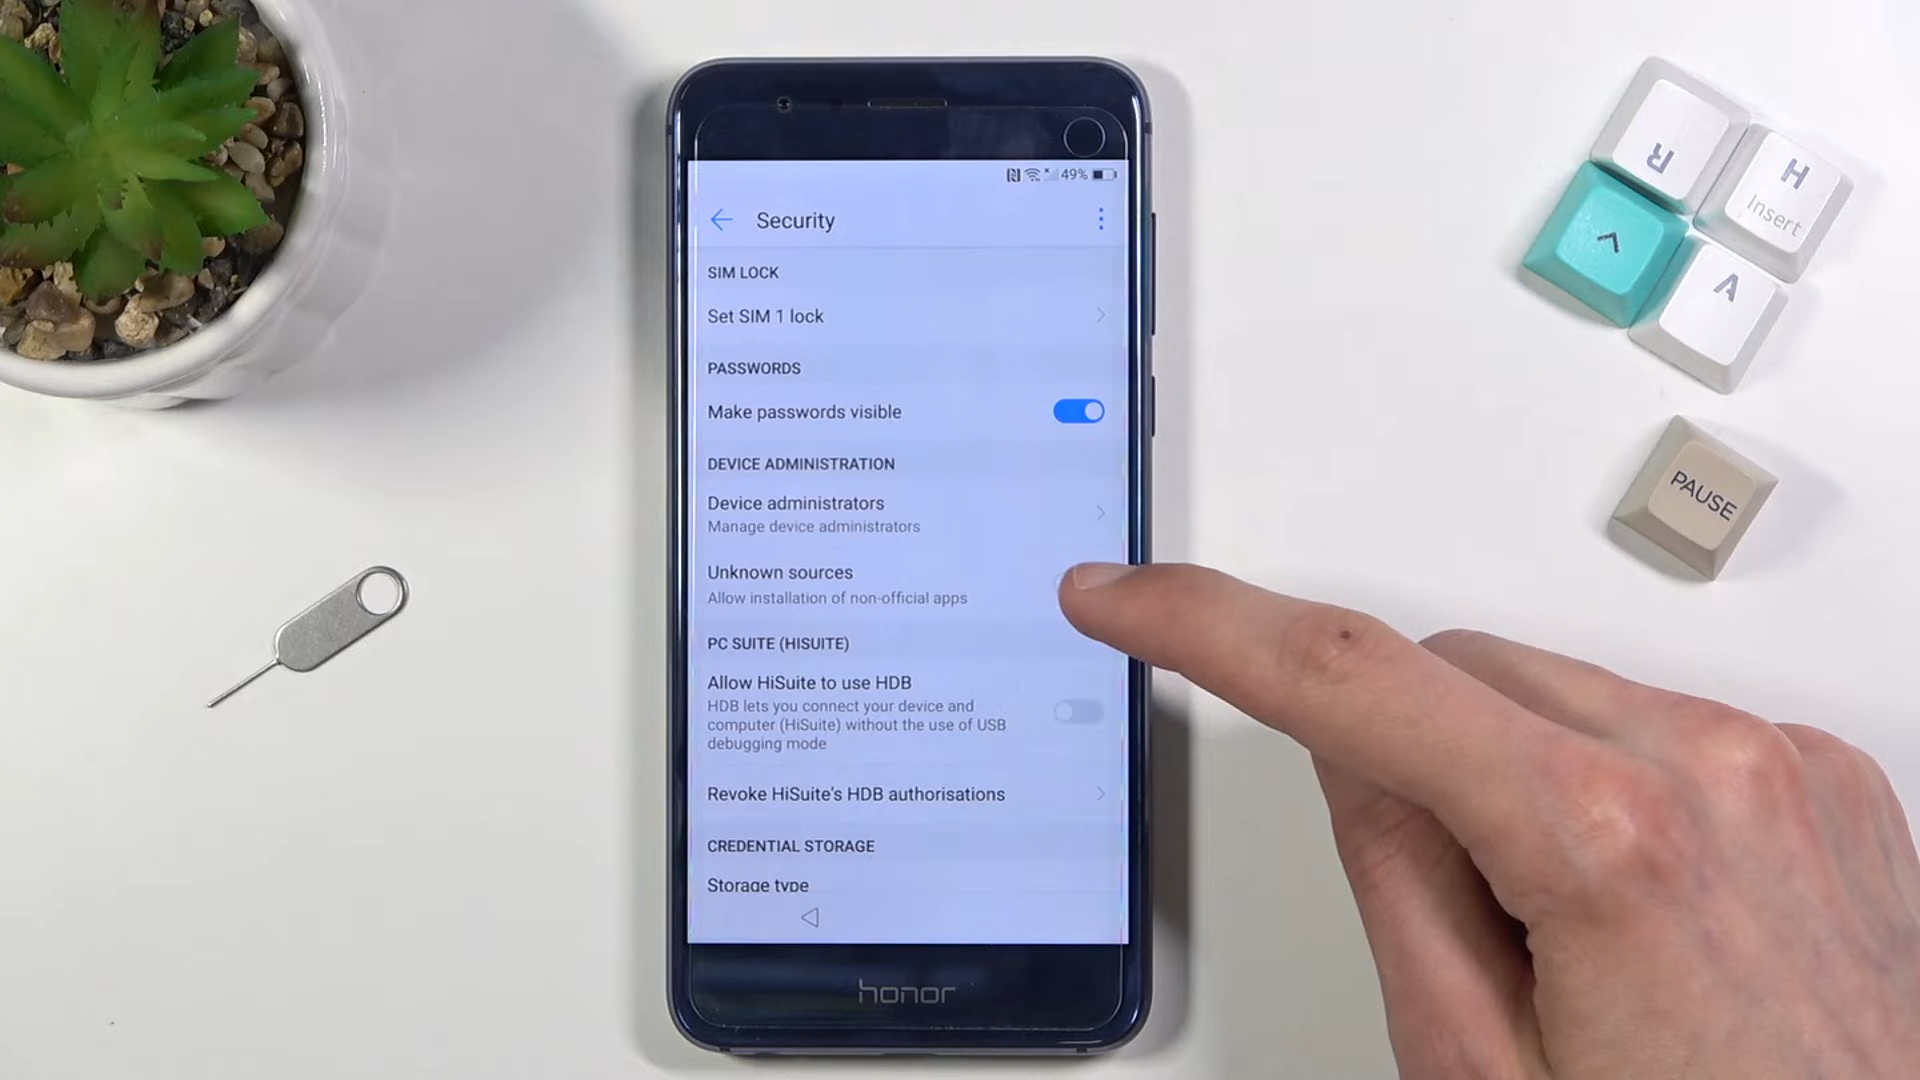 49%
Security
SIM LOCK
Set SIM 1 lock
PASSWORDS
Make passwords visible
DEVICE ADMINISTRATION
Device administrators
Manage device administrators
Unknown sources
Allow installation of non-official apps
PC SUITE (HISUITE)
Allow HiSuite to use HDB
HDB lets you connect your device and
computer (HiSuite) without the use of USB
debugging mode
Revoke HiSuite's HDB authorisations
CREDENTIAL STORAGE
Storage type
honor
R
H
Insert
A
PAUSE